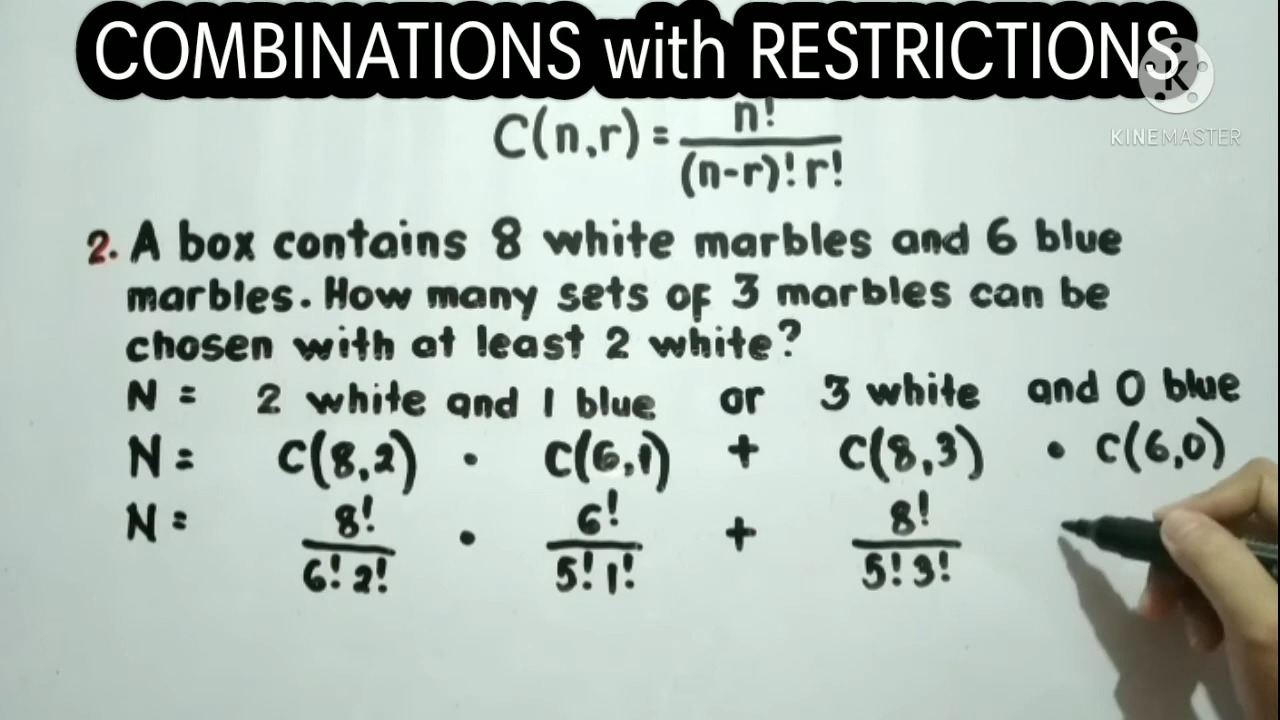 COMBINATIONS with RESTRICTIONS
K
KINEMASTER
C(n,r) = n!
(n-r)! r!
2. A box contains 8 white marbles and 6 blue
marbles. How many sets of 3 marbles can be
chosen with at least 2 white?
N = 2 white and 1 blue or 3 white and 0 blue
N = C(8,2) • C(6,1) + C(8,3) • C(6,0)
N = 8! • 6! + 8!
6! 2! 5! 1! 5! 3!